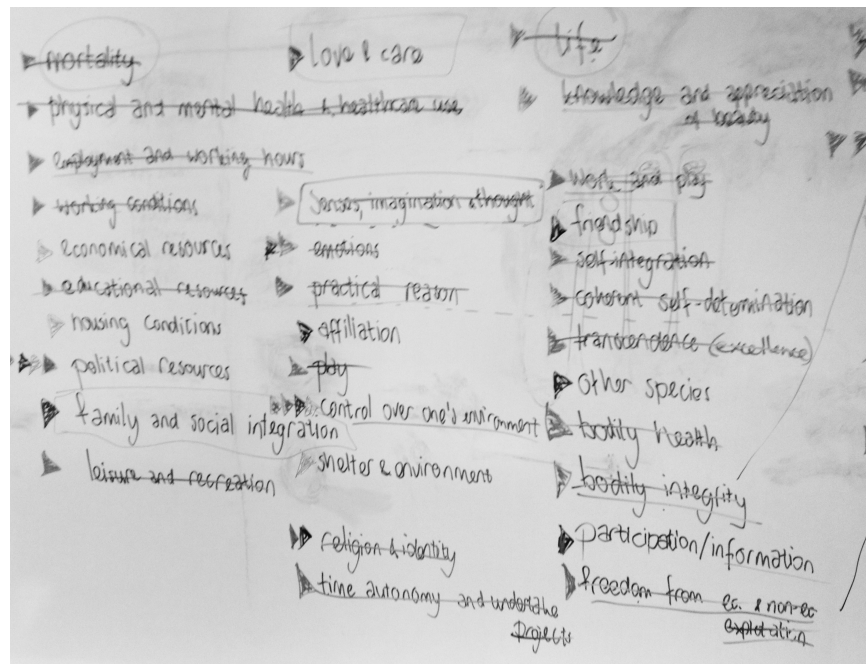 mortality
physical and mental health & healthcare use
employment and working hours
working conditions
economical resources
educational resources
housing conditions
political resources
family and social integration
leisure and recreation
love & care
senses, imagination & thought
emotions
practical reason
affiliation
play
control over one's environment
shelter & environment
religion & identity
time autonomy and undertake
projects
life
knowledge and appreciation
of beauty
work and play
friendship
self-integration
coherent self-determination
transcendence (excellence)
other species
bodily health
bodily integrity
participation/information
freedom from ec. & non-ec
exploitation